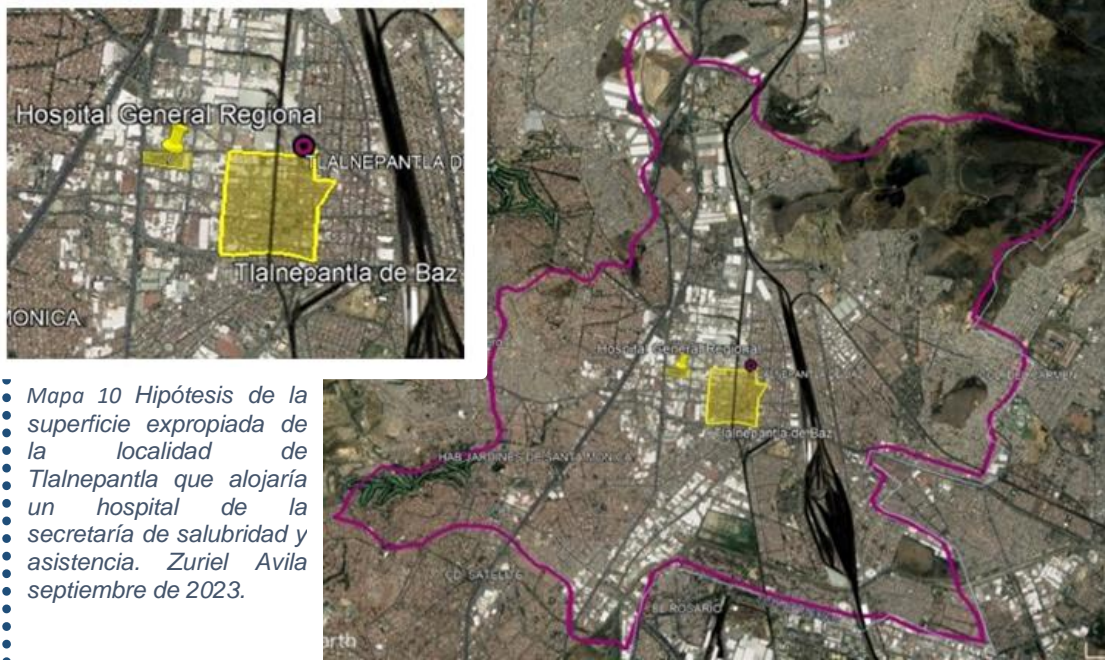 Hospital General Regional
TLALNEPANTLA D
Tlalnepantla de Baz
MONICA
Mapa 10 Hipótesis de la
superficie expropiada de
la localidad de
Tlalnepantla que alojaría
un hospital de la
secretaría de salubridad y
asistencia. Zuriel Avila
septiembre de 2023.
Hospital General Regional
Tlalnepantla de Baz
HAB JARDINES DE SANTA MONICA
CD. SATELITE
EL ROSARIO
arth